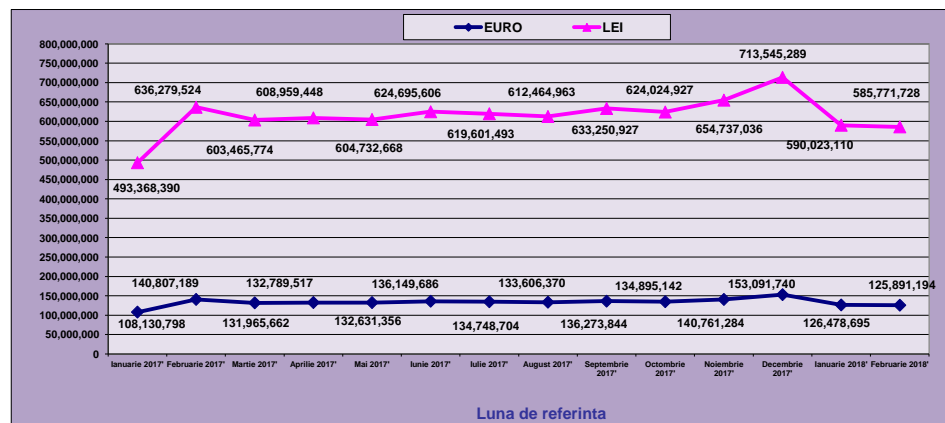 EURO LEI
800,000,000
750,000,000
700,000,000
650,000,000
600,000,000
550,000,000
500,000,000
450,000,000
400,000,000
350,000,000
300,000,000
250,000,000
200,000,000
150,000,000
100,000,000
50,000,000
0
713,545,289
636,279,524 608,959,448 624,695,606 612,464,963 624,024,927 585,771,728
603,465,774 604,732,668 619,601,493 633,250,927 654,737,036 590,023,110
493,368,390
140,807,189 132,789,517 136,149,686 133,606,370 134,895,142 153,091,740 125,891,194
108,130,798 131,965,662 132,631,356 134,748,704 136,273,844 140,761,284 126,478,695
Ianuarie 2017' Februarie 2017' Martie 2017' Aprilie 2017' Mai 2017' Iunie 2017' Iulie 2017' August 2017' Septembrie Octombrie Noiembrie Decembrie Ianuarie 2018' Februarie 2018'
2017' 2017' 2017' 2017'
Luna de referinta